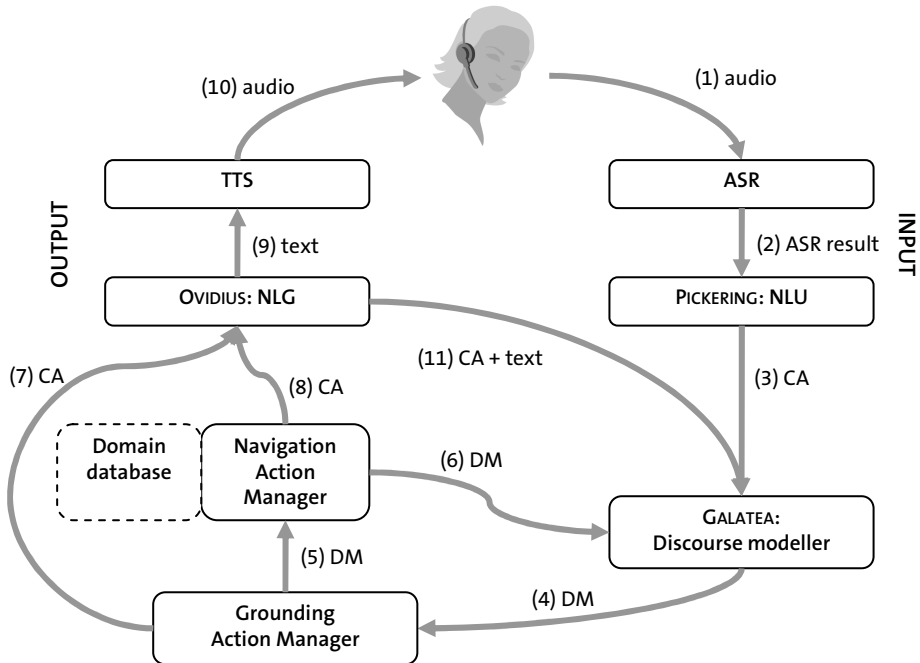 (10) audio
(1) audio
TTS
ASR
OUTPUT
INPUT
(9) text
(2) ASR result
OVIDIUS: NLG
PICKERING: NLU
(7) CA
(8) CA
(11) CA + text
(3) CA
Domain
database
Navigation
Action
Manager
(6) DM
GALATEA:
Discourse modeller
(5) DM
(4) DM
Grounding
Action Manager